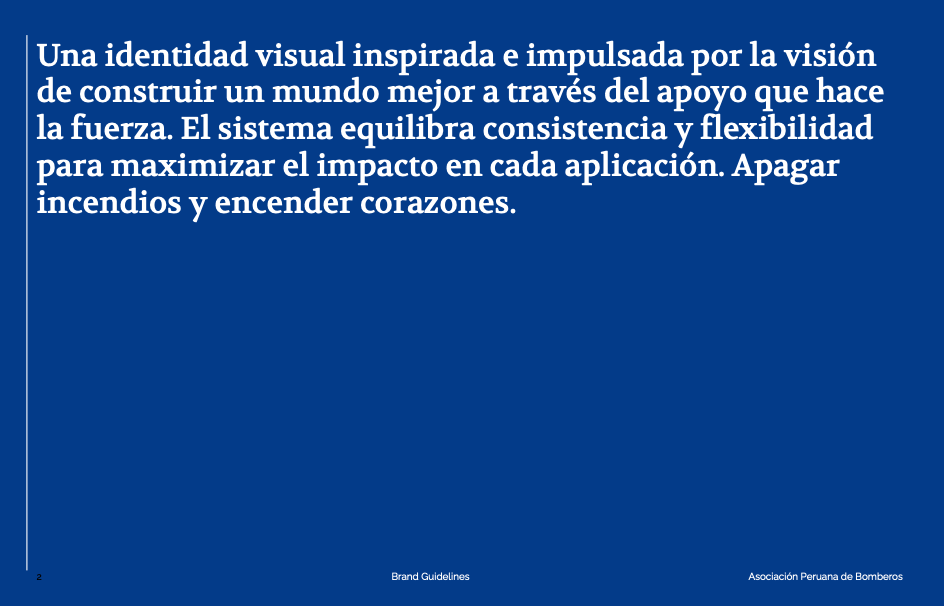 Una identidad visual inspirada e impulsada por la visión
de construir un mundo mejor a través del apoyo que hace
la fuerza. El sistema equilibra consistencia y flexibilidad
para maximizar el impacto en cada aplicación. Apagar
incendios y encender corazones.
2
Brand Guidelines
Asociación Peruana de Bomberos